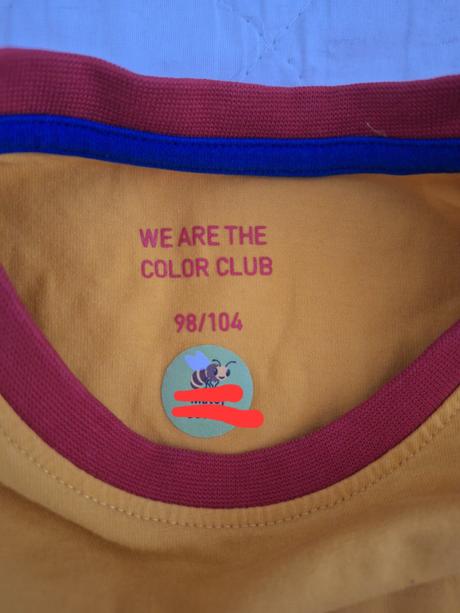 WE ARE THE
COLOR CLUB
98/104